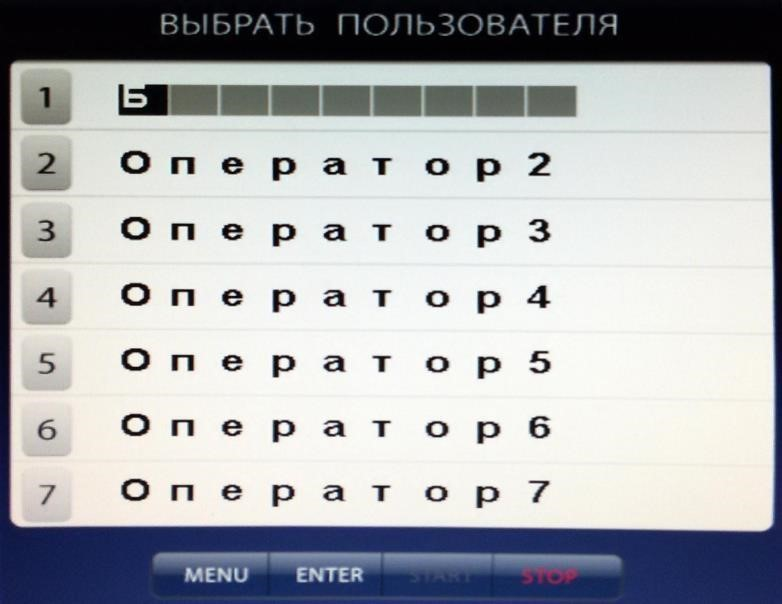 ВЫБРАТЬ ПОЛЬЗОВАТЕЛЯ
1 Б
2 Оператор2
3 Оператор3
4 Оператор4
5 Оператор5
6 Оператор6
7 Оператор7
MENU ENTER START STOP